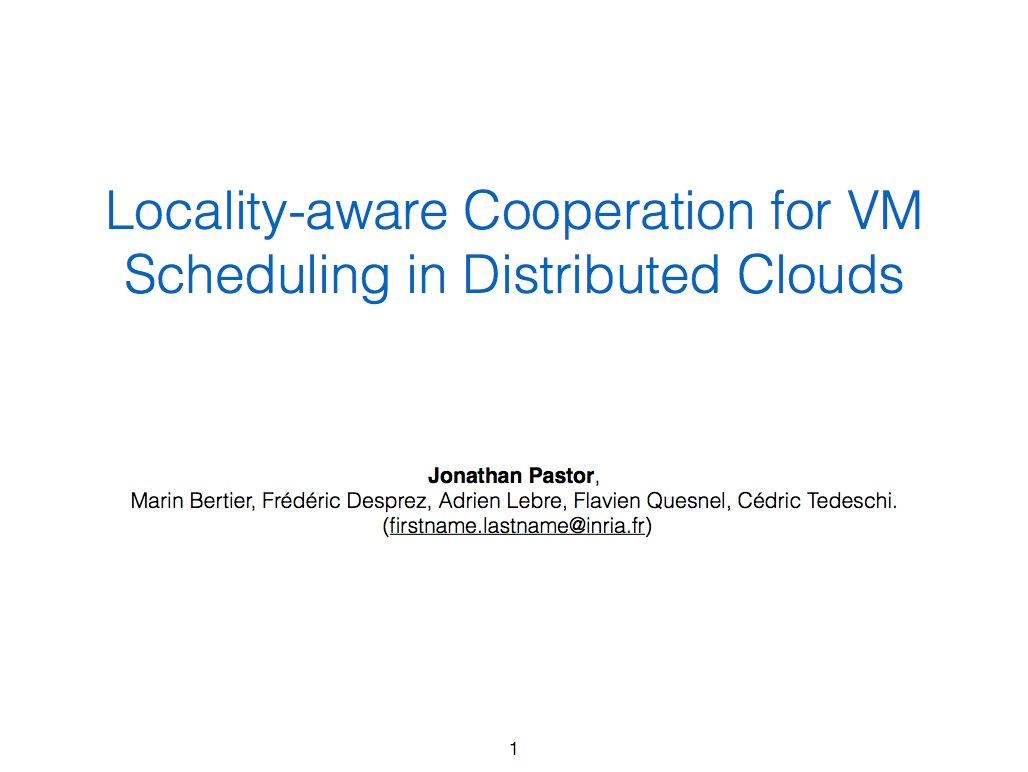 Locality-aware Cooperation for VM
Scheduling in Distributed Clouds
Jonathan Pastor,
Marin Bertier, Frédéric Desprez, Adrien Lebre, Flavien Quesnel, Cédric Tedeschi.
(firstname.lastname@inria.fr)
1